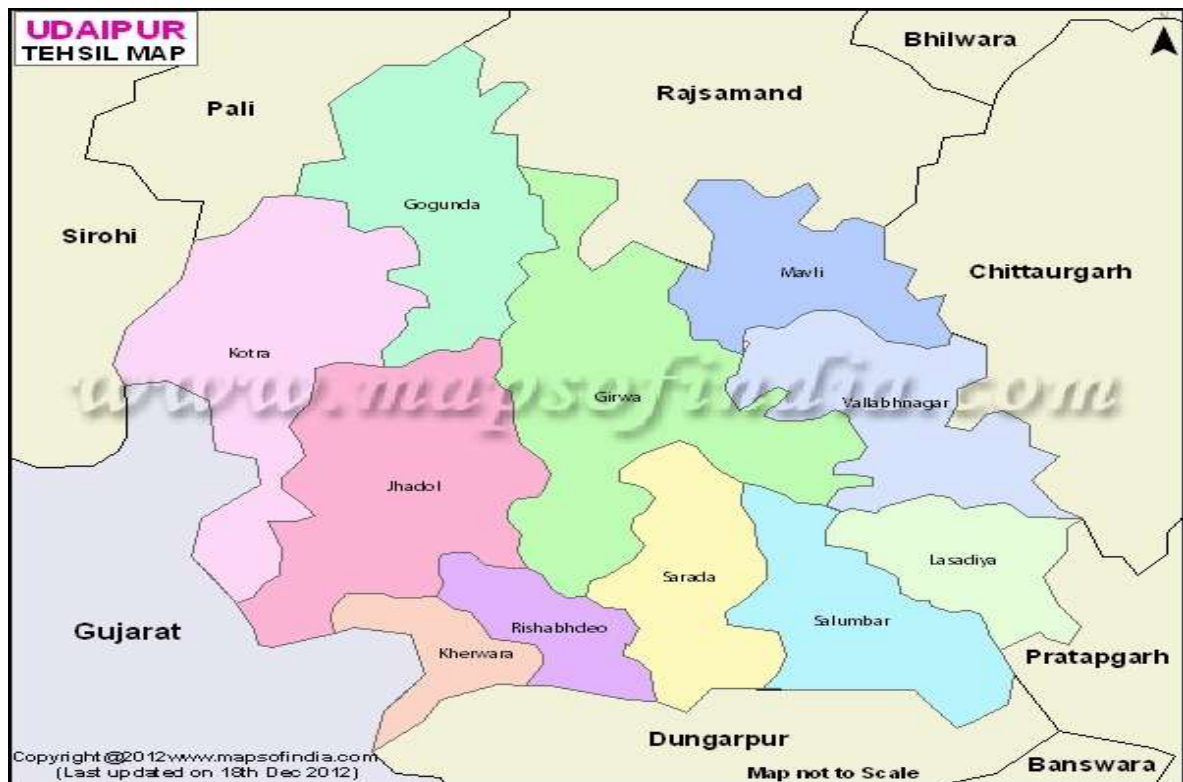 UDAIPUR
TEHSIL MAP
Bhilwara
Rajsamand
Pali
Gogunda
Sirohi
Mavli
Chittaurgarh
Kotra
www.mapsofindia.com
Girwa
Vallabhnagar
Jhadol
Lasadiya
Sarada
Salumbar
Gujarat
Rishabhdeo
Kherwara
Pratapgarh
Dungarpur
Copyright @2012www.mapsofindia.com
(Last updated on 18th Dec 2012)
Map not to Scale
Banswara